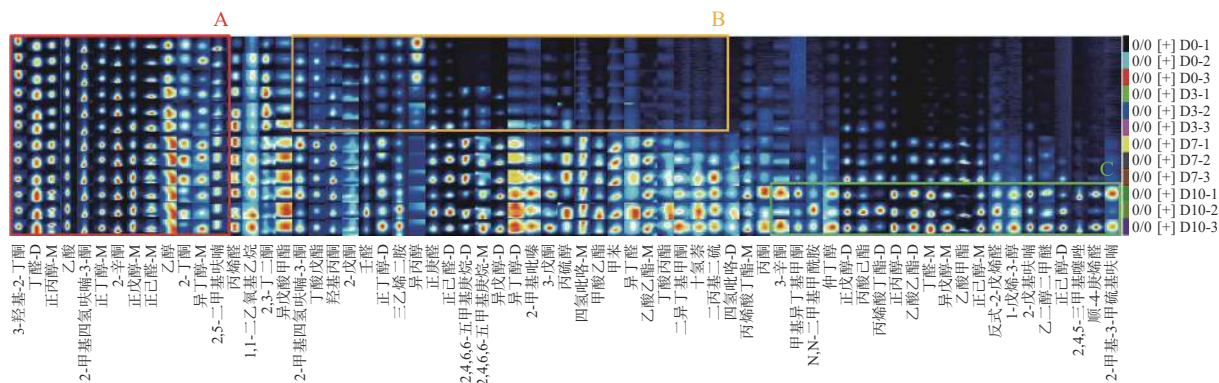 A
B
C
0/0 [+] D0-1
0/0 [+] D0-2
0/0 [+] D0-3
0/0 [+] D3-1
0/0 [+] D3-2
0/0 [+] D3-3
0/0 [+] D7-1
0/0 [+] D7-2
0/0 [+] D7-3
0/0 [+] D10-1
0/0 [+] D10-2
0/0 [+] D10-3
3-羟基-2-丁酮
丁醛-D
正丙醇-M
乙酸
2-甲基四氢呋喃-3-酮
2-辛酮
正丁醇-M
正戊醇-M
正己醛-M
乙醇
2-丁酮
异丁醇-M
2,5-二甲基呋喃
丙烯醛
1,1-二乙氧基乙烷
2,3-丁二酮
异戊酸甲酯
2-甲基四氢呋喃-3-酮
丁酸戊酯
羟基丙酮
2-戊酮
壬醛
正丁醇-D
三乙烯二胺
异丙醇
正庚醛
正己醛-D
2,4,6,6-五甲基庚烷-D
2,4,6,6-五甲基庚烷-M
异戊醇-D
异丁醇-D
2-甲基吡嗪
3-戊酮
丙硫醇
四氢吡咯-M
甲酸乙酯
甲苯
异丁醛
乙酸乙酯-M
丁酸丙酯
二异丁基甲酮
十氢萘
二丙基二硫
四氢吡咯-D
丙烯酸丁酯-M
丙酮
3-辛酮
甲基异丁基甲酮
N,N-二甲基甲酰胺
仲丁醇
正戊醇-D
丙酸己酯
丙烯酸丁酯-D
正丙醇-D
乙酸乙酯-D
丁醛-M
异戊醇-M
乙酸甲酯
正己醇-M
反式-2-戊烯醛
1-戊烯-3-醇
2-戊基呋喃
乙二醇二甲醚
正己醇-D
2,4,5-三甲基噻唑
顺-4-庚烯醛
2-甲基-3-甲硫基呋喃